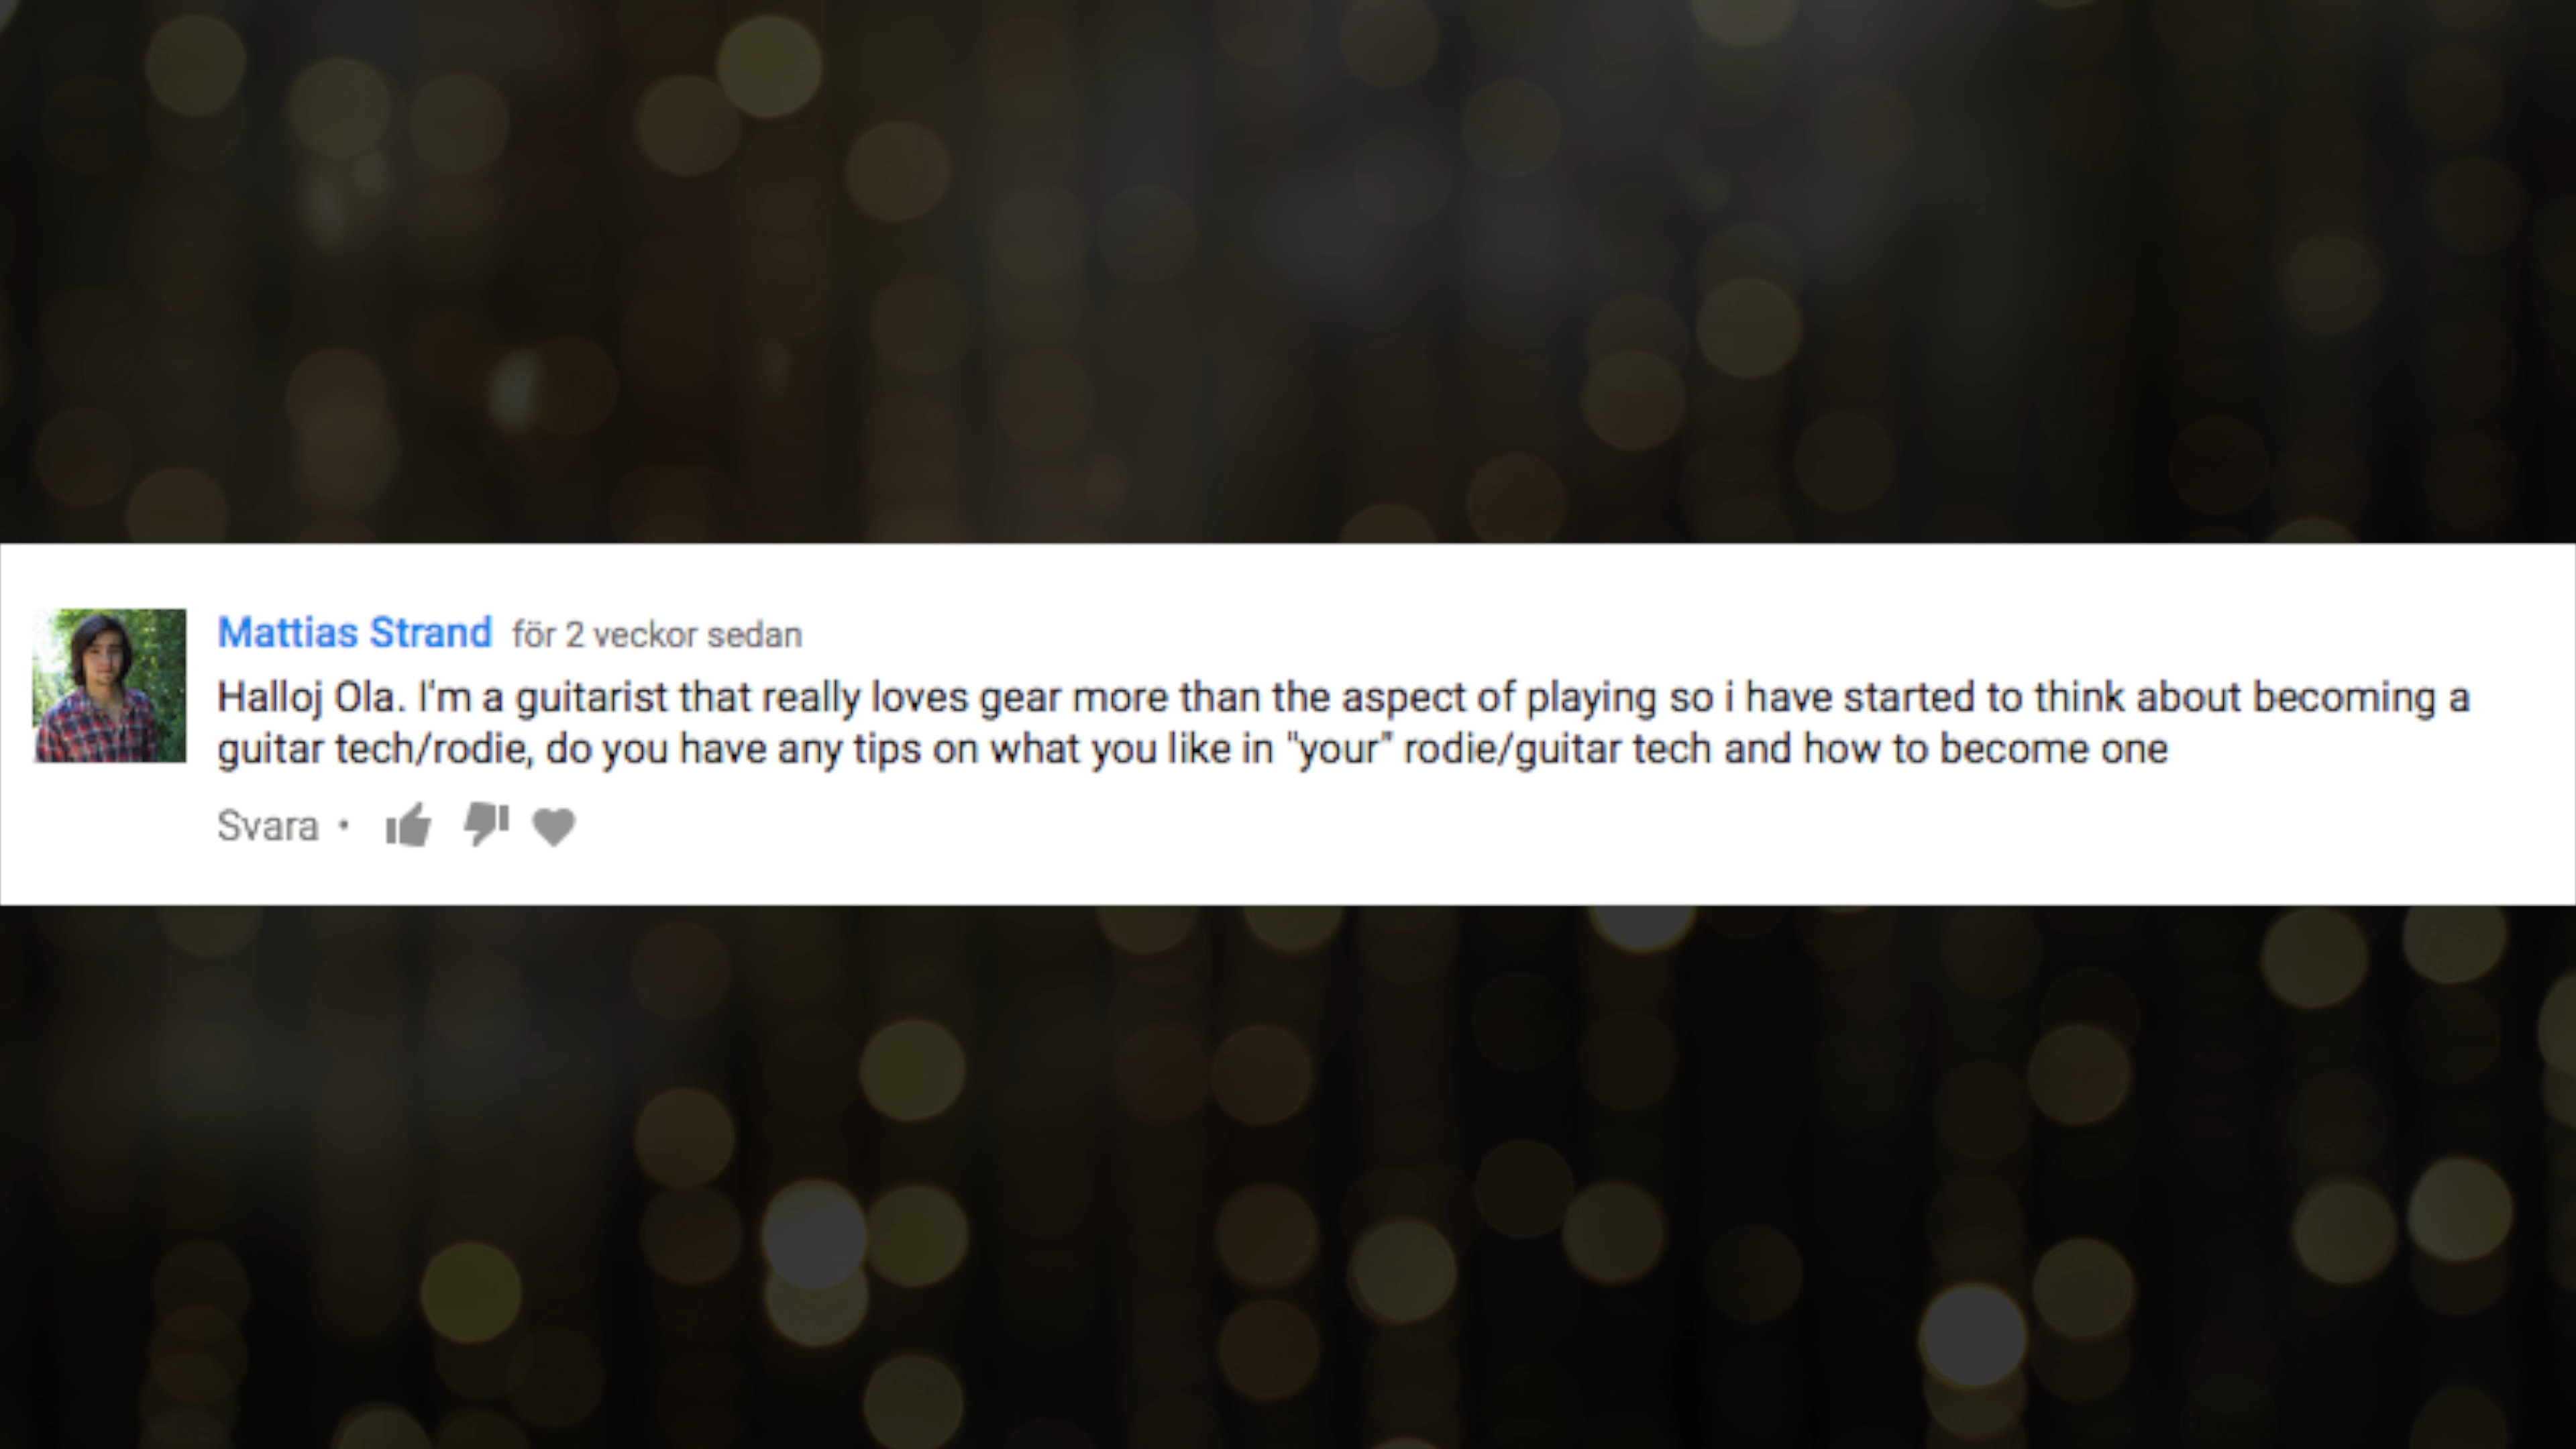 Mattias Strand för 2 veckor sedan
Halloj Ola. I'm a guitarist that really loves gear more than the aspect of playing so i have started to think about becoming a
guitar tech/rodie, do you have any tips on what you like in "your" rodie/guitar tech and how to become one
Svara •